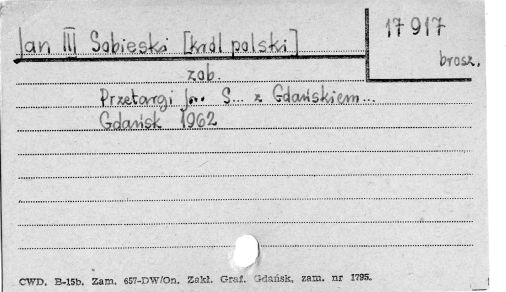 Jan III Sobieski [król polski]
17 917
brosz.
zob.
Przetargi J... S... z Gdańskiem...
Gdańsk 1962
CWD. B-15b. Zam. 657-DW/On. Zakł. Graf. Gdańsk, zam. nr 1795.